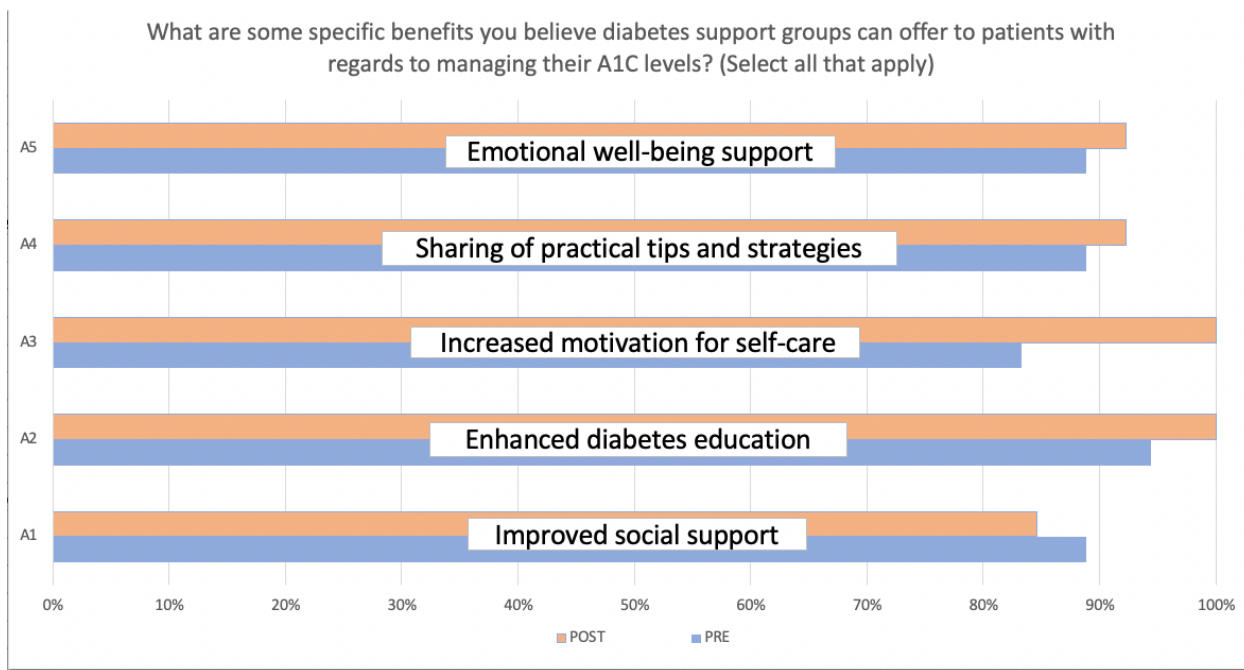 What are some specific benefits you believe diabetes support groups can offer to patients with
regards to managing their A1C levels? (Select all that apply)
A5
Emotional well-being support
A4
Sharing of practical tips and strategies
A3
Increased motivation for self-care
A2
Enhanced diabetes education
A1
Improved social support
0% 10% 20% 30% 40% 50% 60% 70% 80% 90% 100%
POST PRE